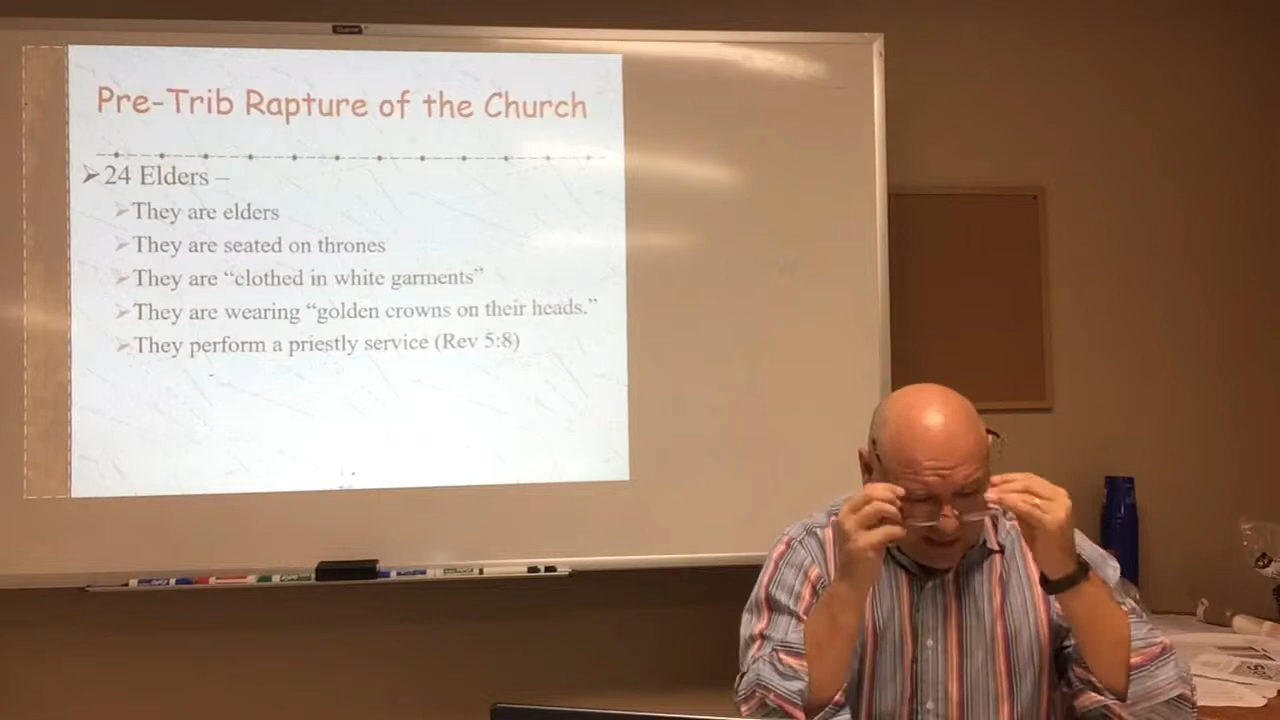 Pre-Trib Rapture of the Church
➢24 Elders –
➢They are elders
➢They are seated on thrones
➢They are “clothed in white garments”
➢They are wearing “golden crowns on their heads.”
➢They perform a priestly service (Rev 5:8)